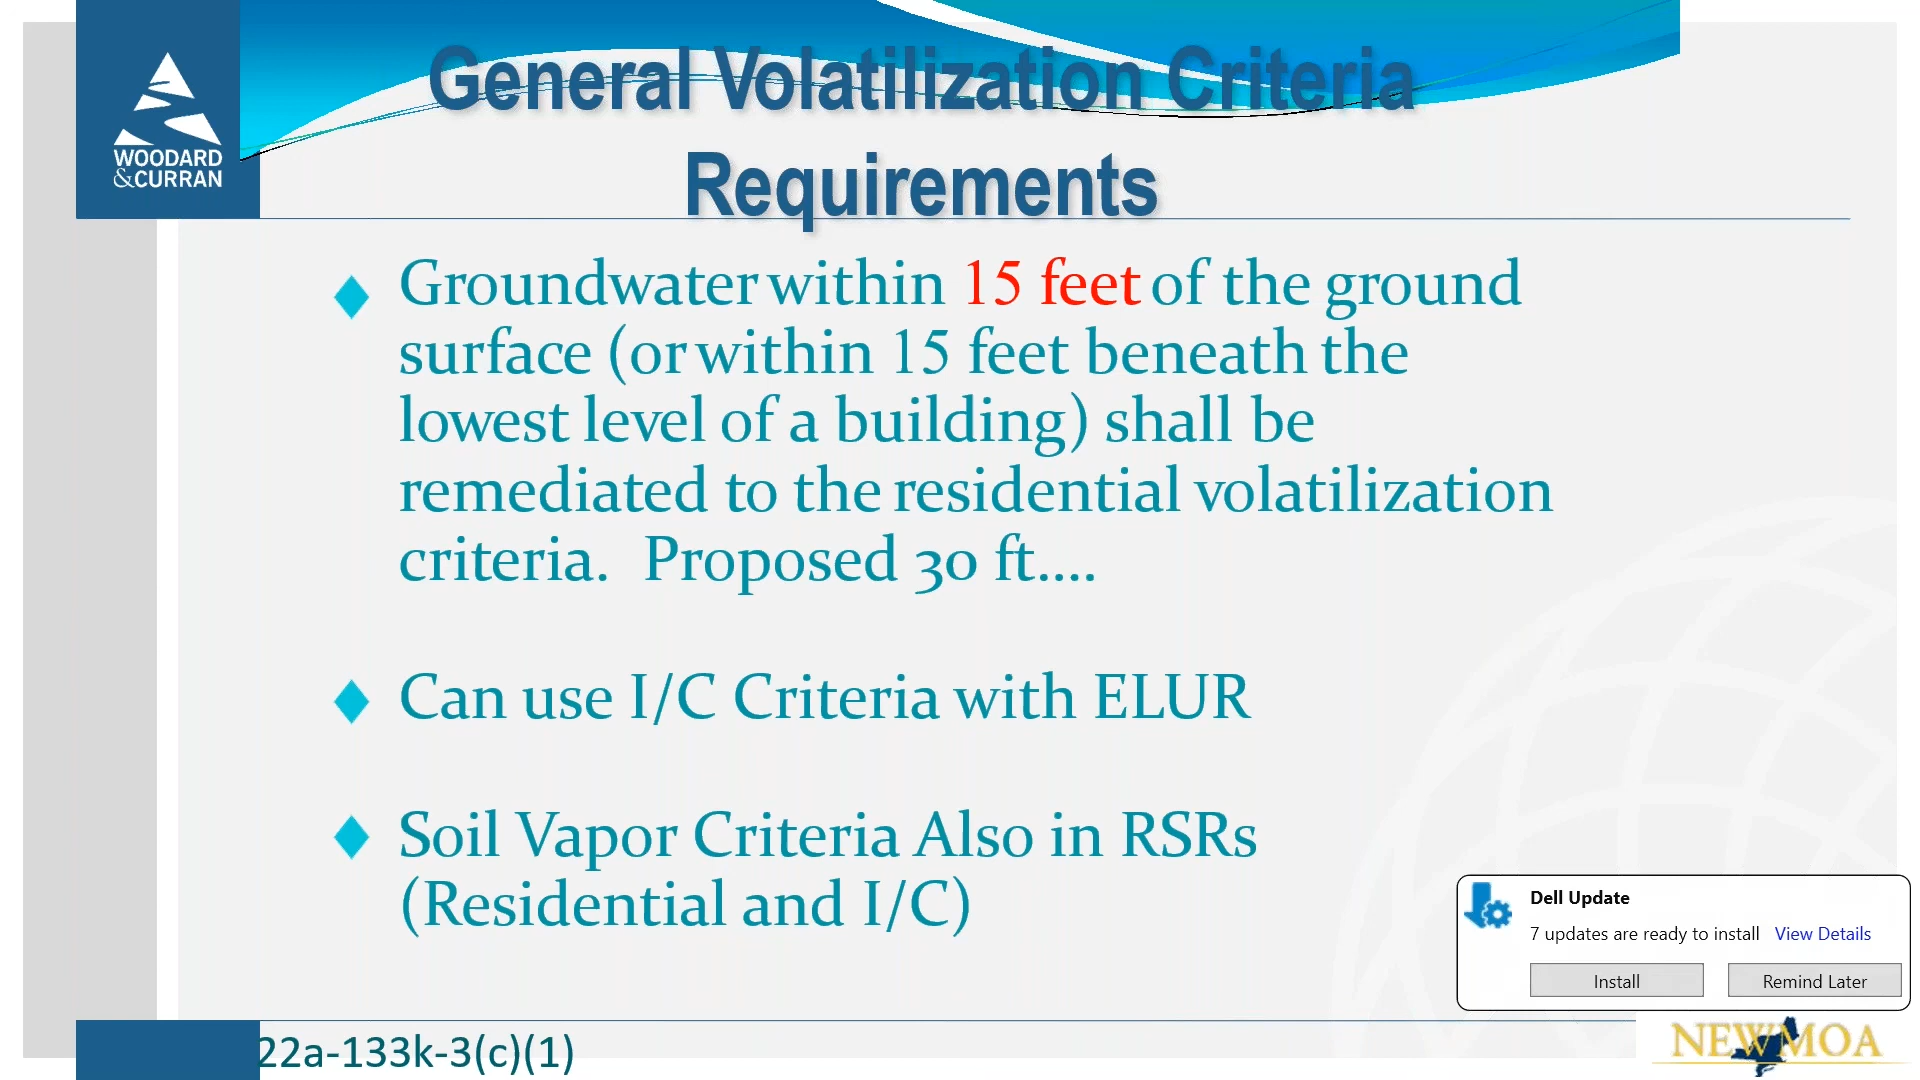 General Volatilization Criteria
Requirements
WOODARD
&CURRAN
Groundwater within 15 feet of the ground
surface (or within 15 feet beneath the
lowest level of a building) shall be
remediated to the residential volatilization
criteria. Proposed 30 ft....
Can use I/C Criteria with ELUR
Soil Vapor Criteria Also in RSRs
(Residential and I/C)
Dell Update
7 updates are ready to install View Details
Install Remind Later
22a-133k-3(c)(1)
NEWMOA